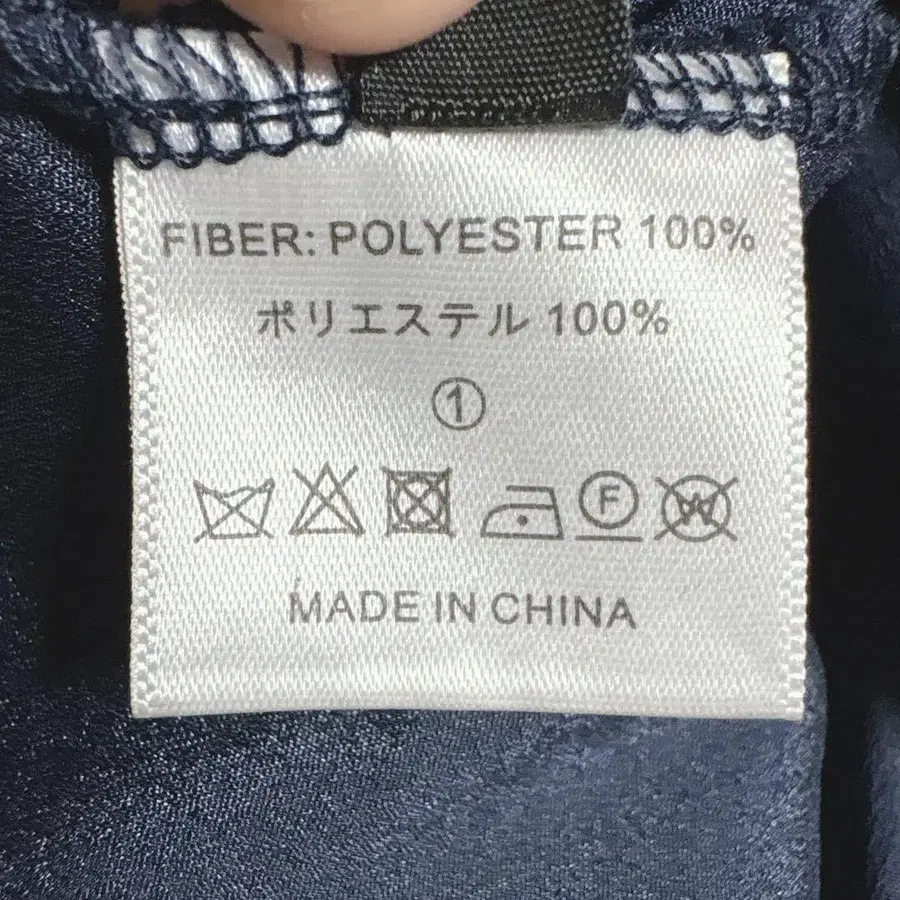 FIBER: POLYESTER 100%
ポリエステル 100%
①
F W
MADE IN CHINA